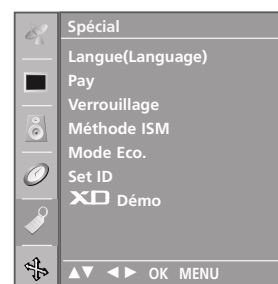 Spécial
Langue(Language)
Pay
Verrouillage
Méthode ISM
Mode Eco.
Set ID
XD Démo
▲▼ ◄► OK MENU